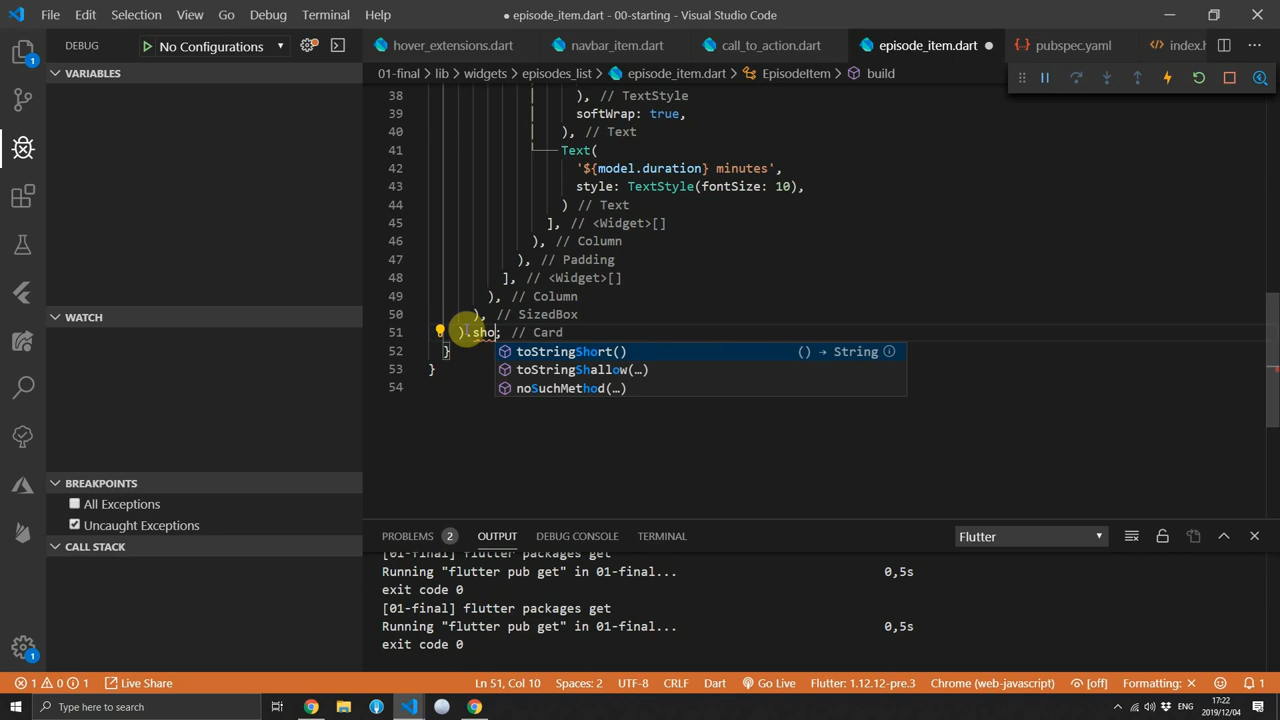 File Edit Selection View Go Debug Terminal Help
● episode_item.dart - 00-starting - Visual Studio Code
DEBUG No Configurations
hover_extensions.dart navbar_item.dart call_to_action.dart episode_item.dart pubspec.yaml index.h
01-final > lib > widgets > episodes_list > episode_item.dart > EpisodeItem > build
VARIABLES
WATCH
BREAKPOINTS
All Exceptions
Uncaught Exceptions
CALL STACK
38 ), // TextStyle
39 softWrap: true,
40 ), // Text
41 Text(
42 '${model.duration} minutes',
43 style: TextStyle(fontSize: 10),
44 ) // Text
45 ], // <Widget>[]
46 ), // Column
47 ), // Padding
48 ], // <Widget>[]
49 ), // Column
50 ), // SizedBox
51 ).sho; // Card
52 }
53 }
54
toStringShort() () → String
toStringShallow(…)
noSuchMethod(…)
PROBLEMS 2 OUTPUT DEBUG CONSOLE TERMINAL Flutter
[01-final] flutter packages get
Running "flutter pub get" in 01-final... 0,5s
exit code 0
[01-final] flutter packages get
Running "flutter pub get" in 01-final... 0,5s
exit code 0
1 0 1 Live Share Ln 51, Col 10 Spaces: 2 UTF-8 CRLF Dart Go Live Flutter: 1.12.12-pre.3 Chrome (web-javascript) [off] Formatting: × 1
Type here to search
ENG
17:22
2019/12/04
1
1